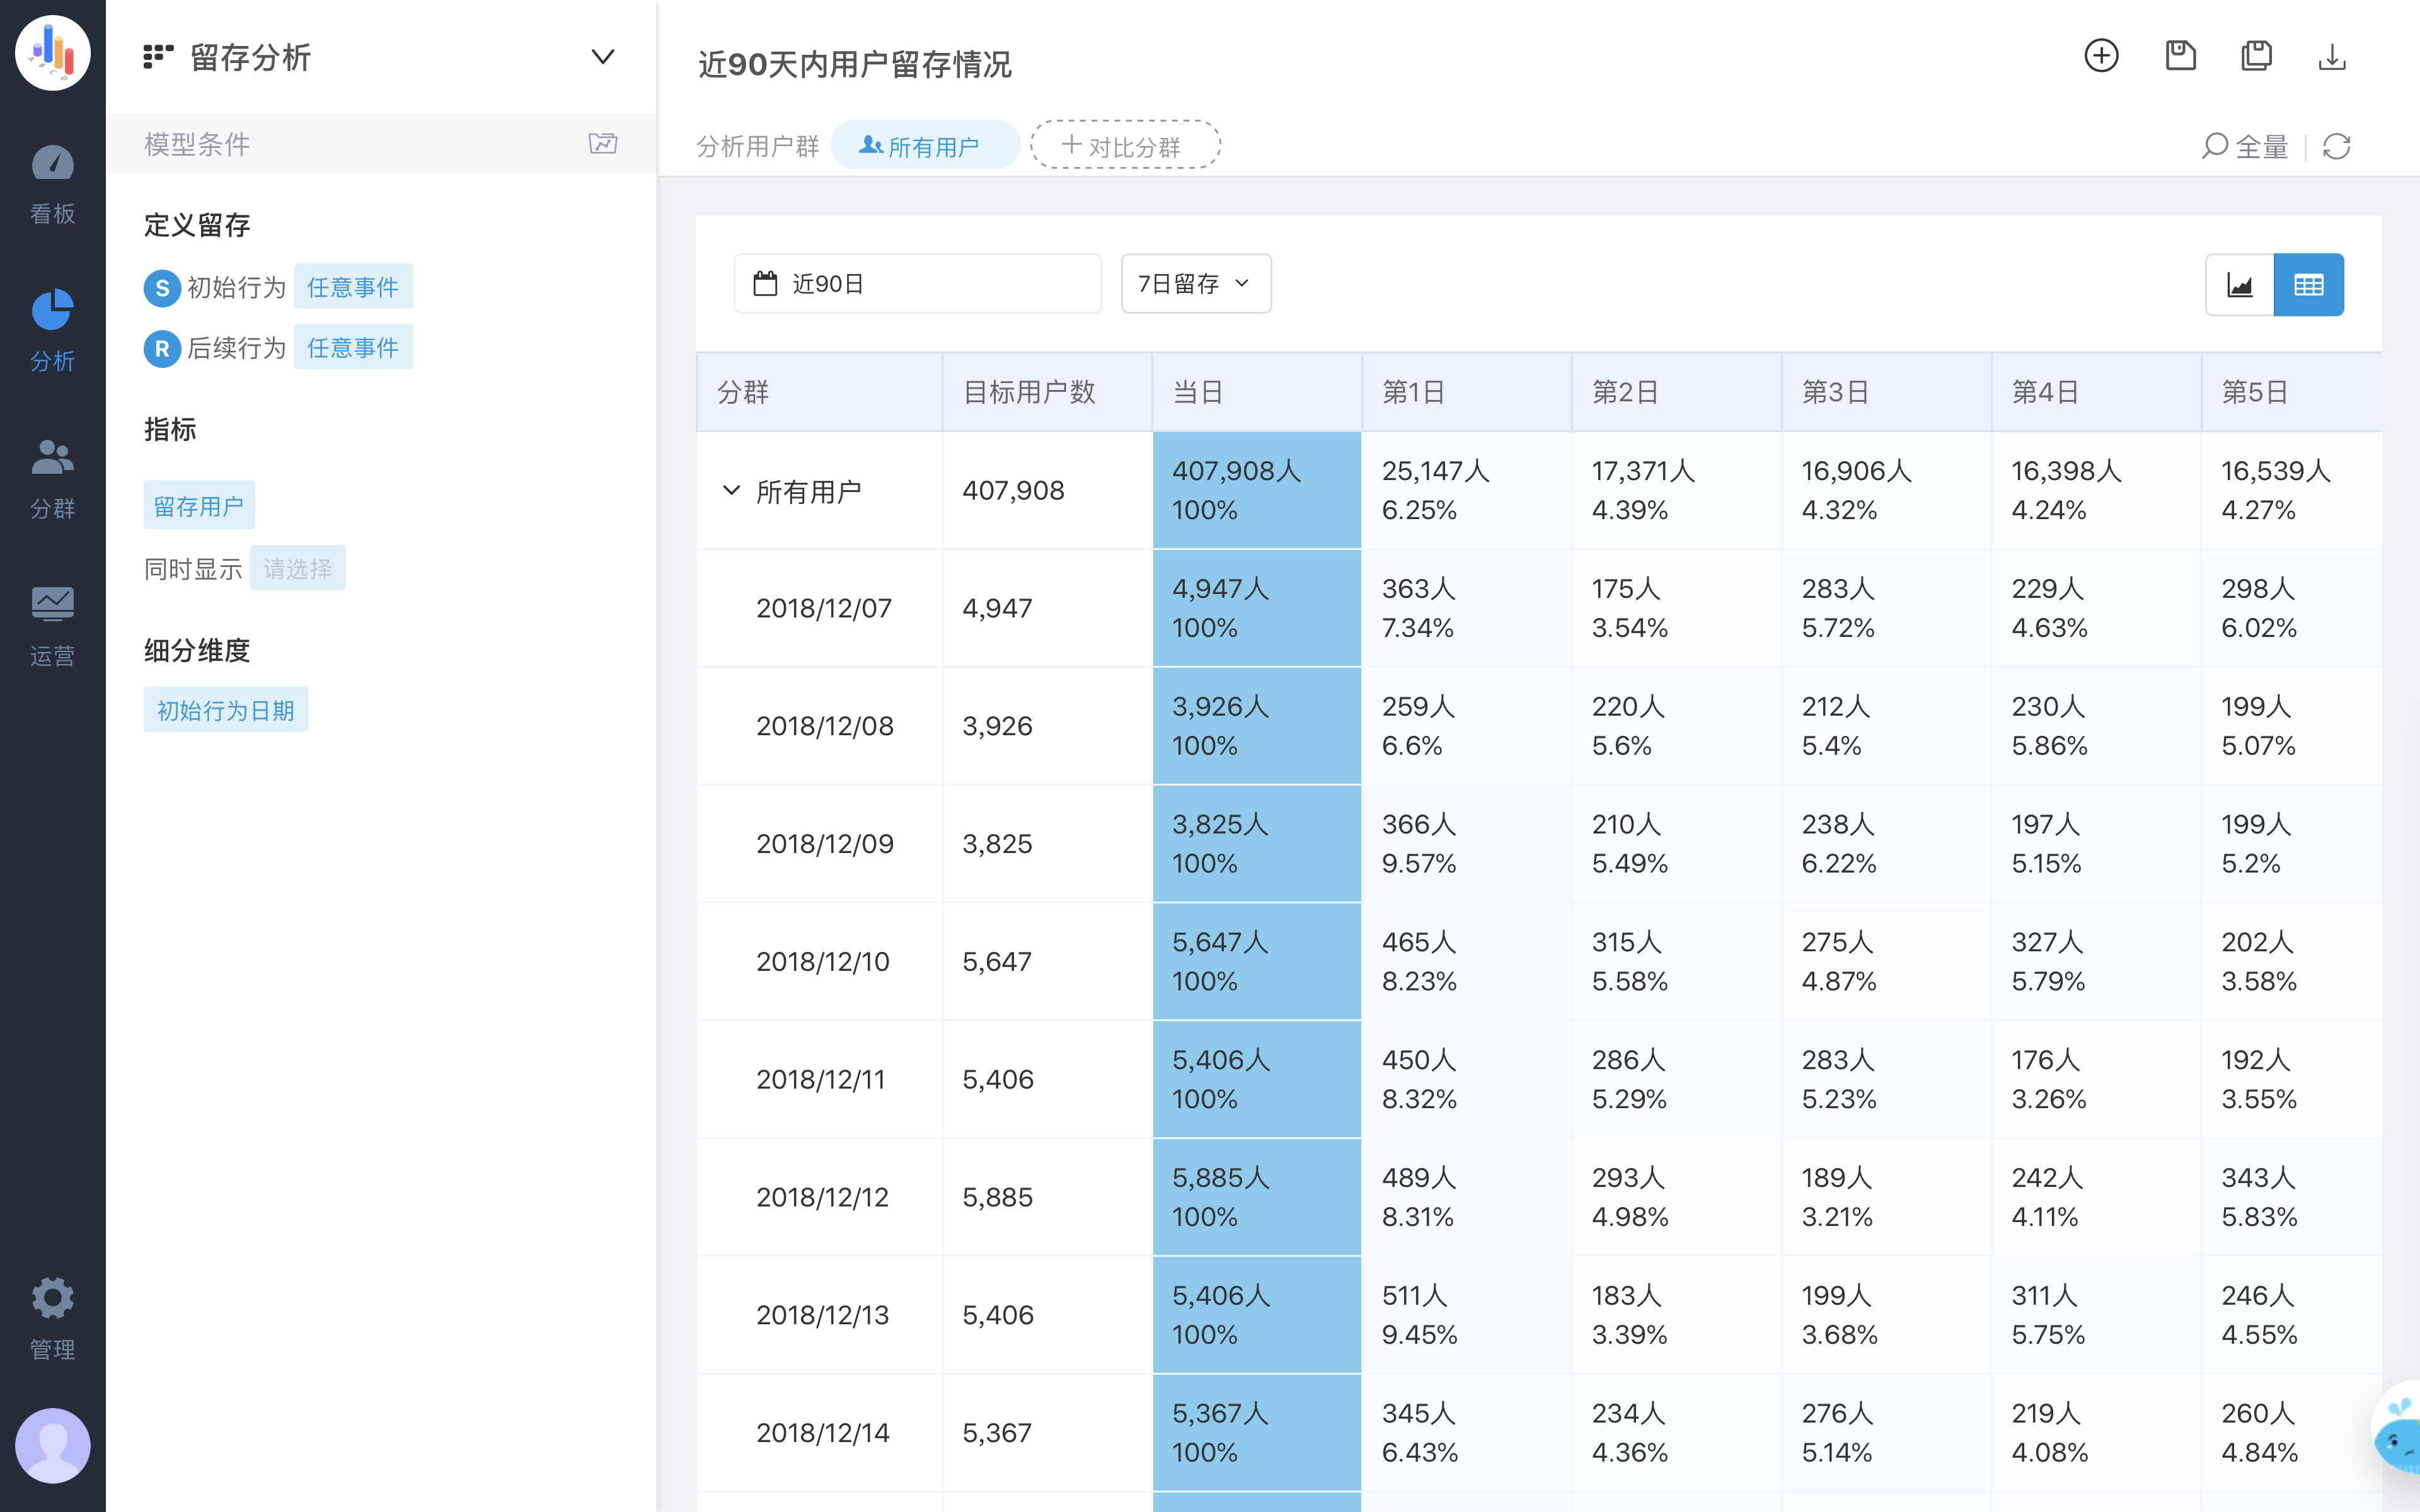 看板
分析
分群
运营
管理
留存分析
模型条件
定义留存
S 初始行为 任意事件
R 后续行为 任意事件
指标
留存用户
同时显示 请选择
细分维度
初始行为日期
近90天内用户留存情况
分析用户群 所有用户 + 对比分群 全量
近90日 7日留存
分群 目标用户数 当日 第1日 第2日 第3日 第4日 第5日
所有用户 407,908 407,908人 25,147人 17,371人 16,906人 16,398人 16,539人
100% 6.25% 4.39% 4.32% 4.24% 4.27%
2018/12/07 4,947 4,947人 363人 175人 283人 229人 298人
100% 7.34% 3.54% 5.72% 4.63% 6.02%
2018/12/08 3,926 3,926人 259人 220人 212人 230人 199人
100% 6.6% 5.6% 5.4% 5.86% 5.07%
2018/12/09 3,825 3,825人 366人 210人 238人 197人 199人
100% 9.57% 5.49% 6.22% 5.15% 5.2%
2018/12/10 5,647 5,647人 465人 315人 275人 327人 202人
100% 8.23% 5.58% 4.87% 5.79% 3.58%
2018/12/11 5,406 5,406人 450人 286人 283人 176人 192人
100% 8.32% 5.29% 5.23% 3.26% 3.55%
2018/12/12 5,885 5,885人 489人 293人 189人 242人 343人
100% 8.31% 4.98% 3.21% 4.11% 5.83%
2018/12/13 5,406 5,406人 511人 183人 199人 311人 246人
100% 9.45% 3.39% 3.68% 5.75% 4.55%
2018/12/14 5,367 5,367人 345人 234人 276人 219人 260人
100% 6.43% 4.36% 5.14% 4.08% 4.84%